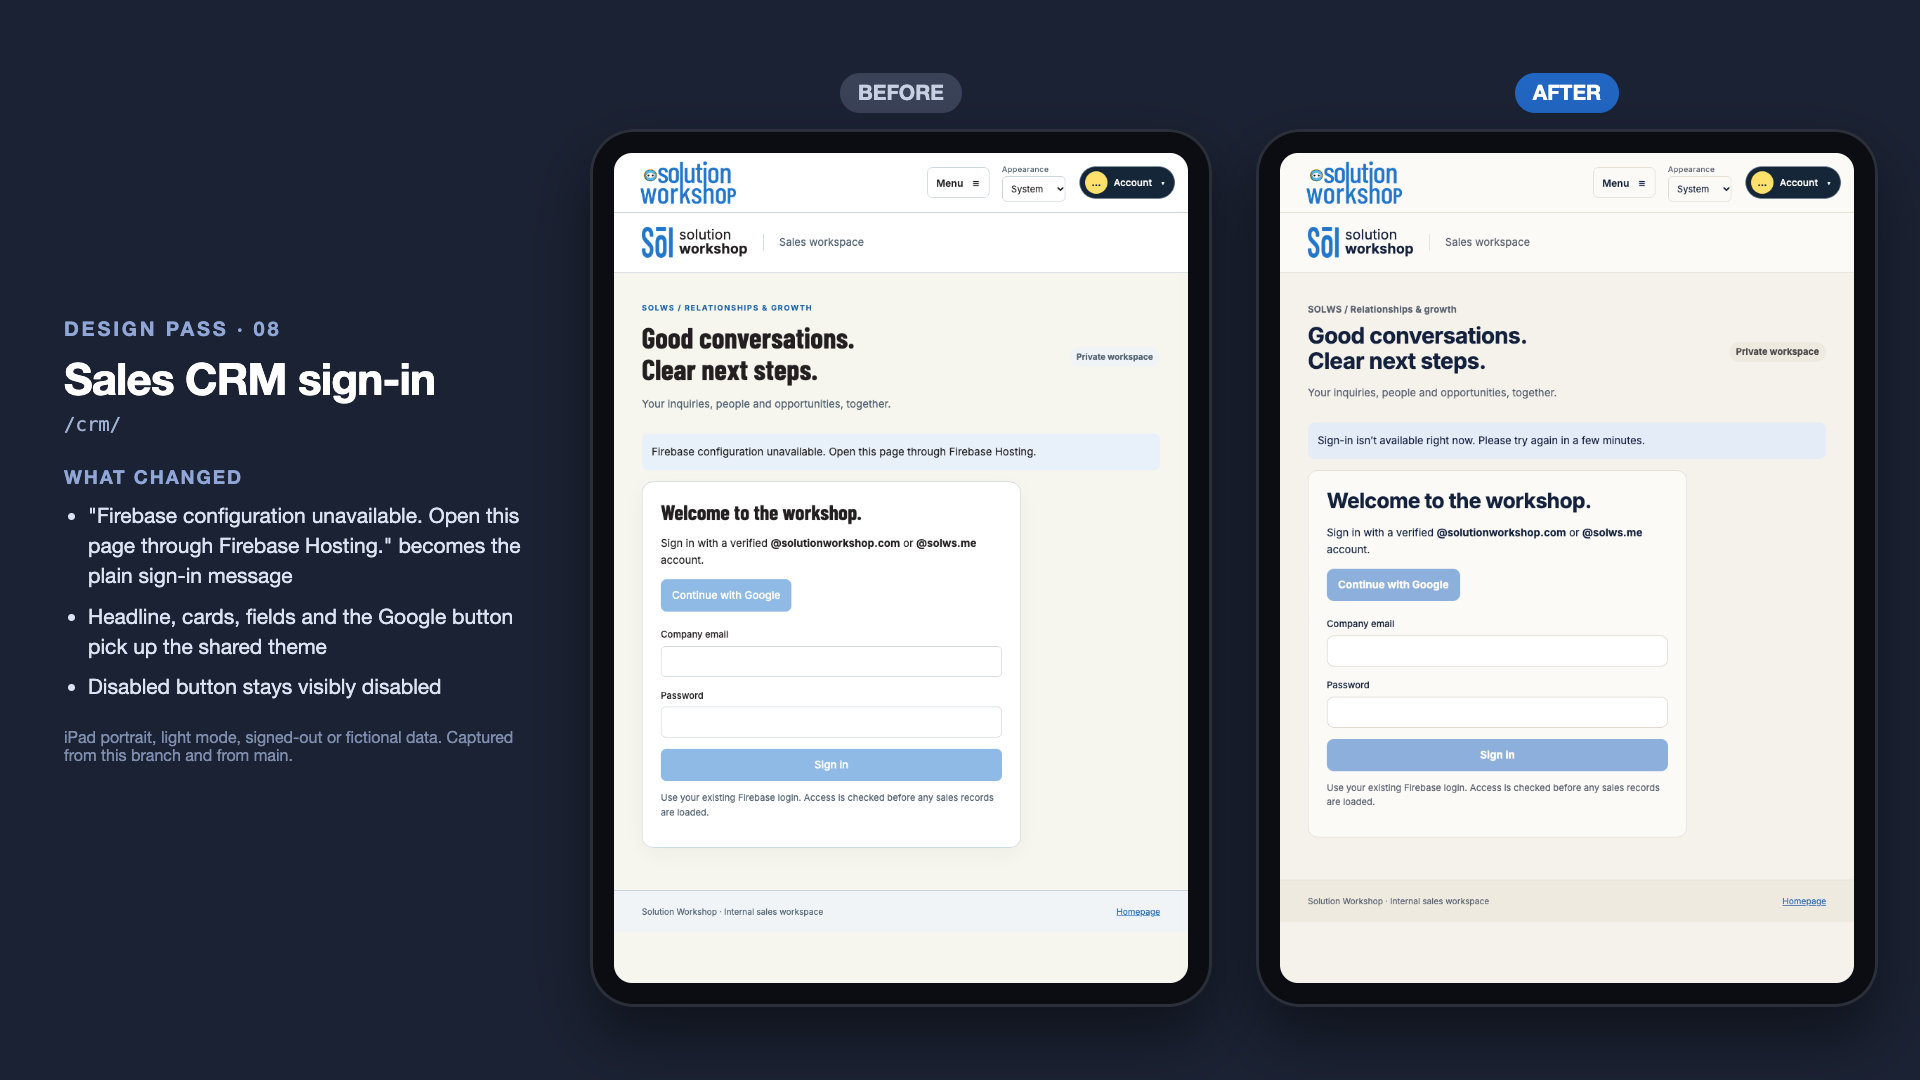 DESIGN PASS · 08
Sales CRM sign-in
/crm/
WHAT CHANGED
• "Firebase configuration unavailable. Open this
page through Firebase Hosting." becomes the
plain sign-in message
• Headline, cards, fields and the Google button
pick up the shared theme
• Disabled button stays visibly disabled
iPad portrait, light mode, signed-out or fictional data. Captured
from this branch and from main.
BEFORE
solution
workshop
Menu ≡
Appearance
System
... Account
Sōl solution
workshop
Sales workspace
SOLWS / RELATIONSHIPS & GROWTH
Good conversations.
Clear next steps.
Private workspace
Your inquiries, people and opportunities, together.
Firebase configuration unavailable. Open this page through Firebase Hosting.
Welcome to the workshop.
Sign in with a verified @solutionworkshop.com or @solws.me
account.
Continue with Google
Company email
Password
Sign in
Use your existing Firebase login. Access is checked before any sales records
are loaded.
Solution Workshop · Internal sales workspace
Homepage
AFTER
solution
workshop
Menu ≡
Appearance
System
... Account
Sōl solution
workshop
Sales workspace
SOLWS / Relationships & growth
Good conversations.
Clear next steps.
Private workspace
Your inquiries, people and opportunities, together.
Sign-in isn't available right now. Please try again in a few minutes.
Welcome to the workshop.
Sign in with a verified @solutionworkshop.com or @solws.me
account.
Continue with Google
Company email
Password
Sign in
Use your existing Firebase login. Access is checked before any sales records
are loaded.
Solution Workshop · Internal sales workspace
Homepage